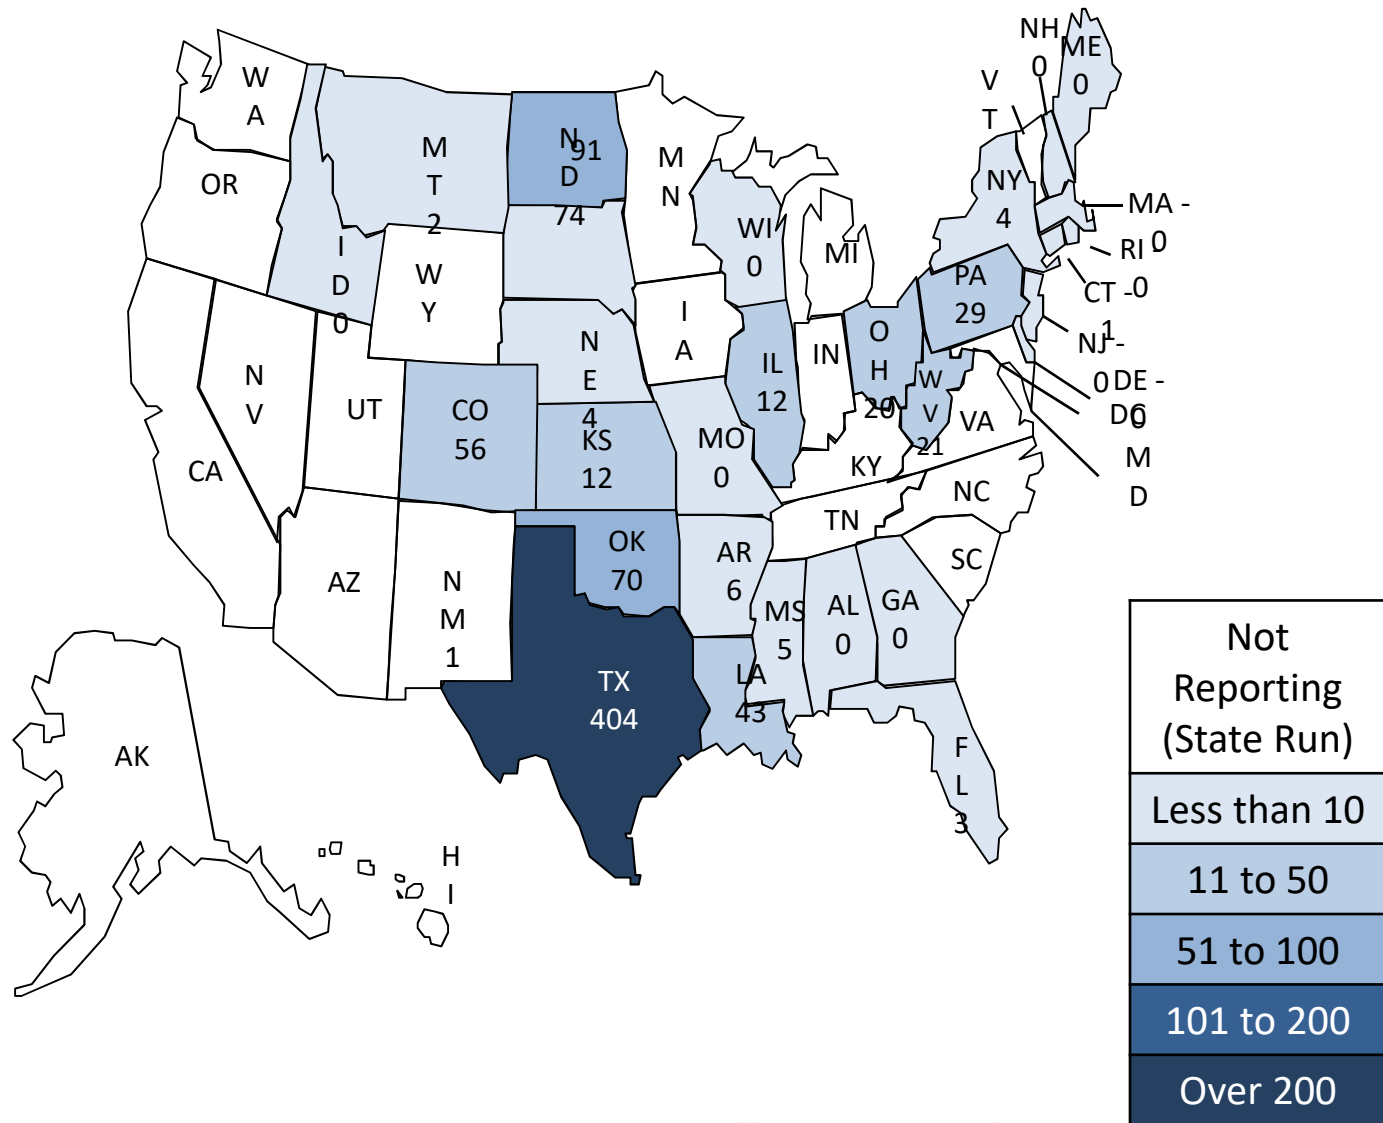 W
A
OR
CA
N
V
I
D
0
M
T
2
W
Y
UT
AZ
CO
56
N
M
1
N
D
91
74
N
E
4
KS
12
OK
70
TX
404
M
N
I
A
MO
0
AR
6
LA
43
WI
0
IL
12
MI
IN
O
H
20
KY
TN
MS
5
AL
0
GA
0
F
L
3
SC
NC
VA
W
V
21
PA
29
NY
4
V
T
NH
0
ME
0
MA -
0
RI -
0
CT -
1
NJ -
0
DE -
0
DC
M
D
AK
H
I
Not
Reporting
(State Run)
Less than 10
11 to 50
51 to 100
101 to 200
Over 200